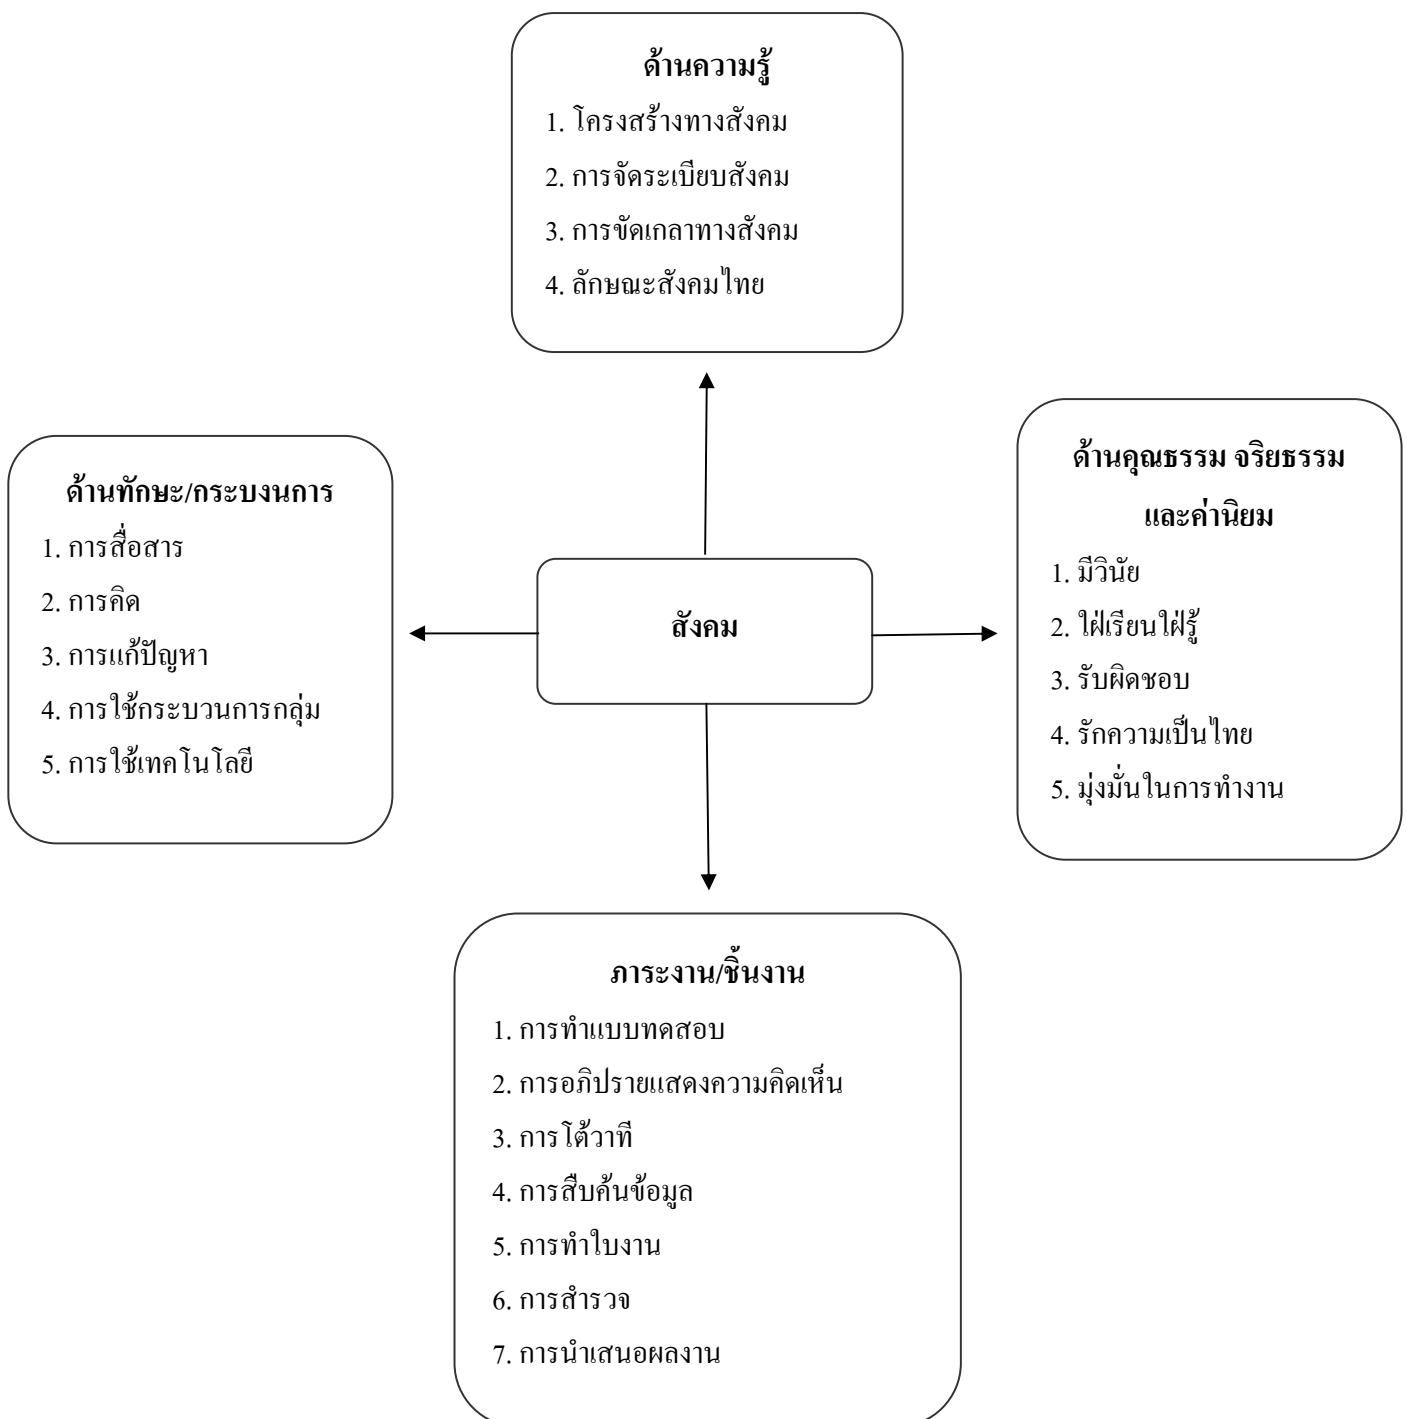 ด้านความรู้
1. โครงสร้างทางสังคม
2. การจัดระเบียบสังคม
3. การขัดเกลาทางสังคม
4. ลักษณะสังคมไทย
ด้านทักษะ/กระบงนการ
1. การสื่อสาร
2. การคิด
3. การแก้ปัญหา
4. การใช้กระบวนการกลุ่ม
5. การใช้เทคโนโลยี
สังคม
ด้านคุณธรรม จริยธรรม
และค่านิยม
1. มีวินัย
2. ใฝ่เรียนใฝ่รู้
3. รับผิดชอบ
4. รักความเป็นไทย
5. มุ่งมั่นในการทำงาน
ภาระงาน/ชิ้นงาน
1. การทำแบบทดสอบ
2. การอภิปรายแสดงความคิดเห็น
3. การโต้วาที
4. การสืบค้นข้อมูล
5. การทำใบงาน
6. การสำรวจ
7. การนำเสนอผลงาน